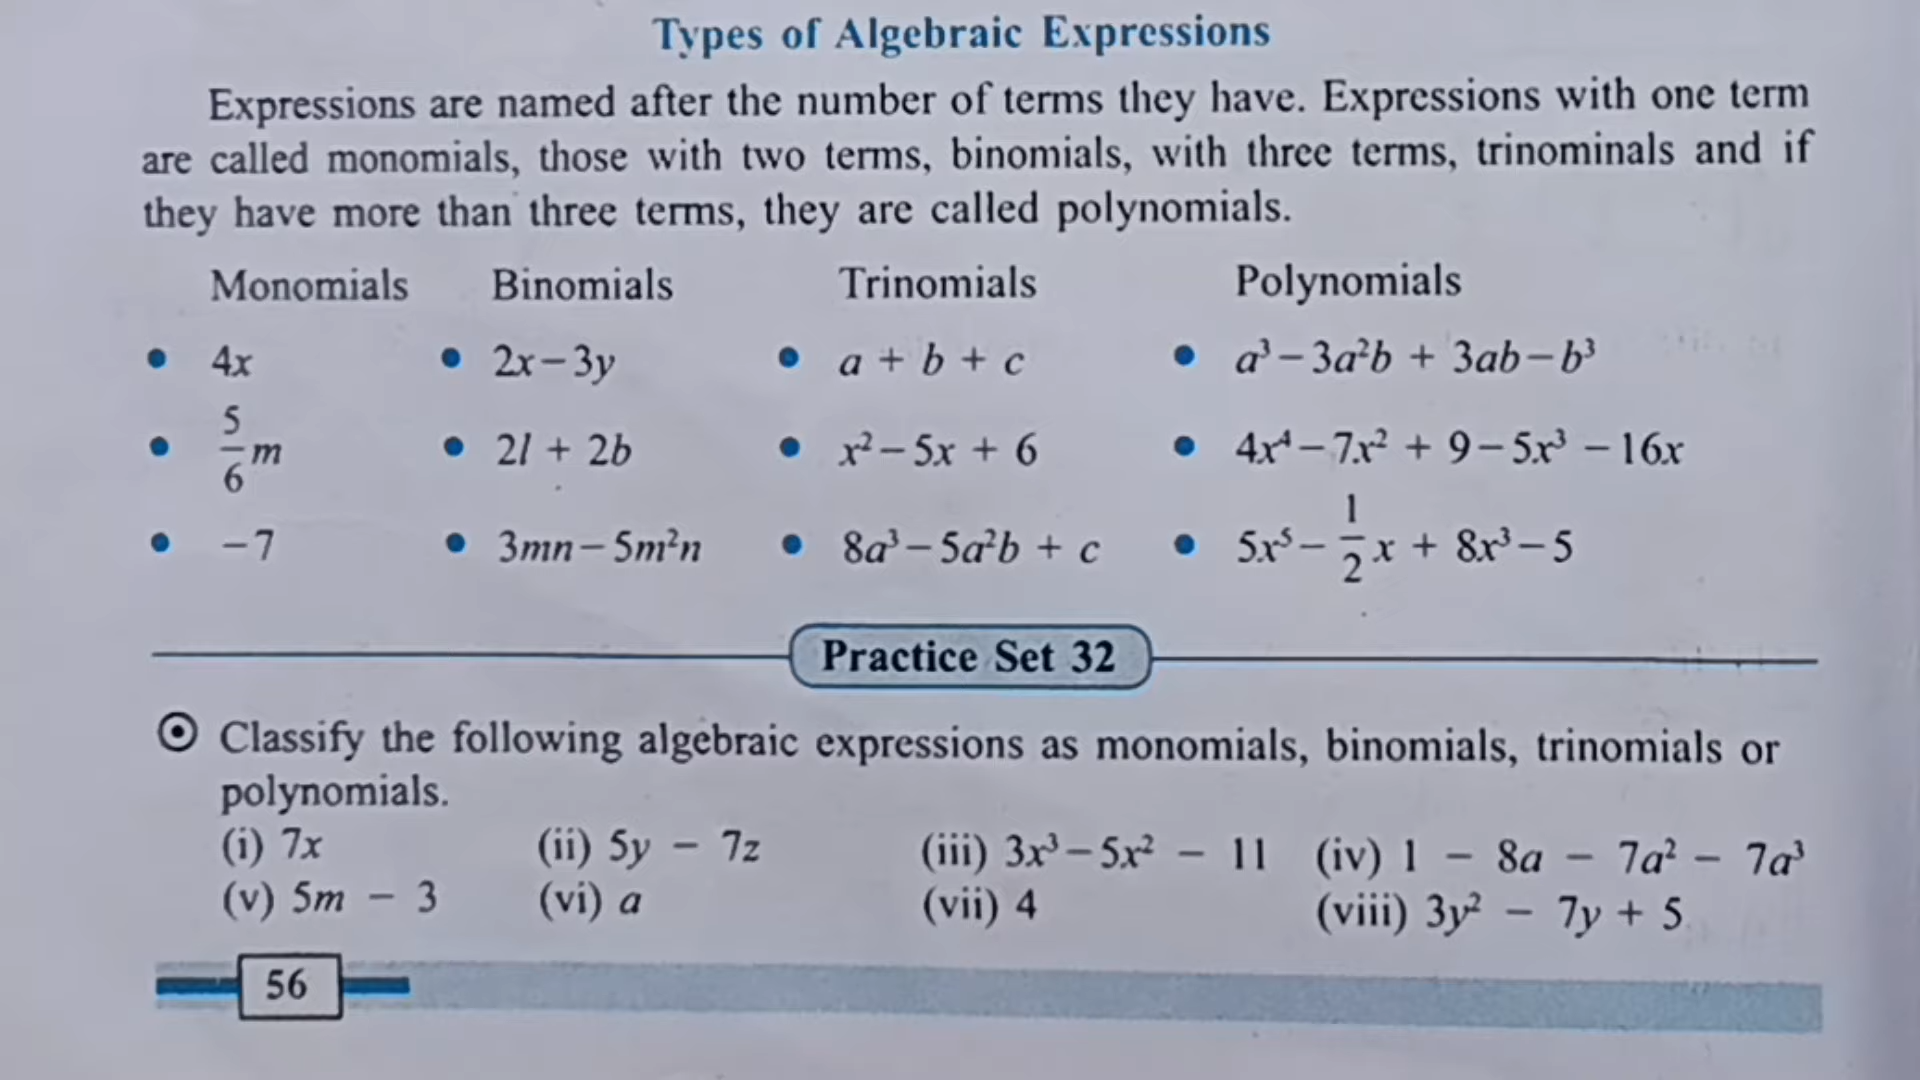 Types of Algebraic Expressions
Expressions are named after the number of terms they have. Expressions with one term
are called monomials, those with two terms, binomials, with three terms, trinominals and if
they have more than three terms, they are called polynomials.
Monomials Binomials Trinomials Polynomials
• 4x • 2x – 3y • a + b + c • a³ – 3a²b + 3ab – b³
• 5/6 m • 2l + 2b • x² – 5x + 6 • 4x⁴ – 7x² + 9 – 5x³ – 16x
• –7 • 3mn – 5m²n • 8a³ – 5a²b + c • 5x⁵ – 1/2 x + 8x³ – 5
Practice Set 32
⊙ Classify the following algebraic expressions as monomials, binomials, trinomials or
polynomials.
(i) 7x (ii) 5y – 7z (iii) 3x³ – 5x² – 11 (iv) 1 – 8a – 7a² – 7a³
(v) 5m – 3 (vi) a (vii) 4 (viii) 3y² – 7y + 5
56